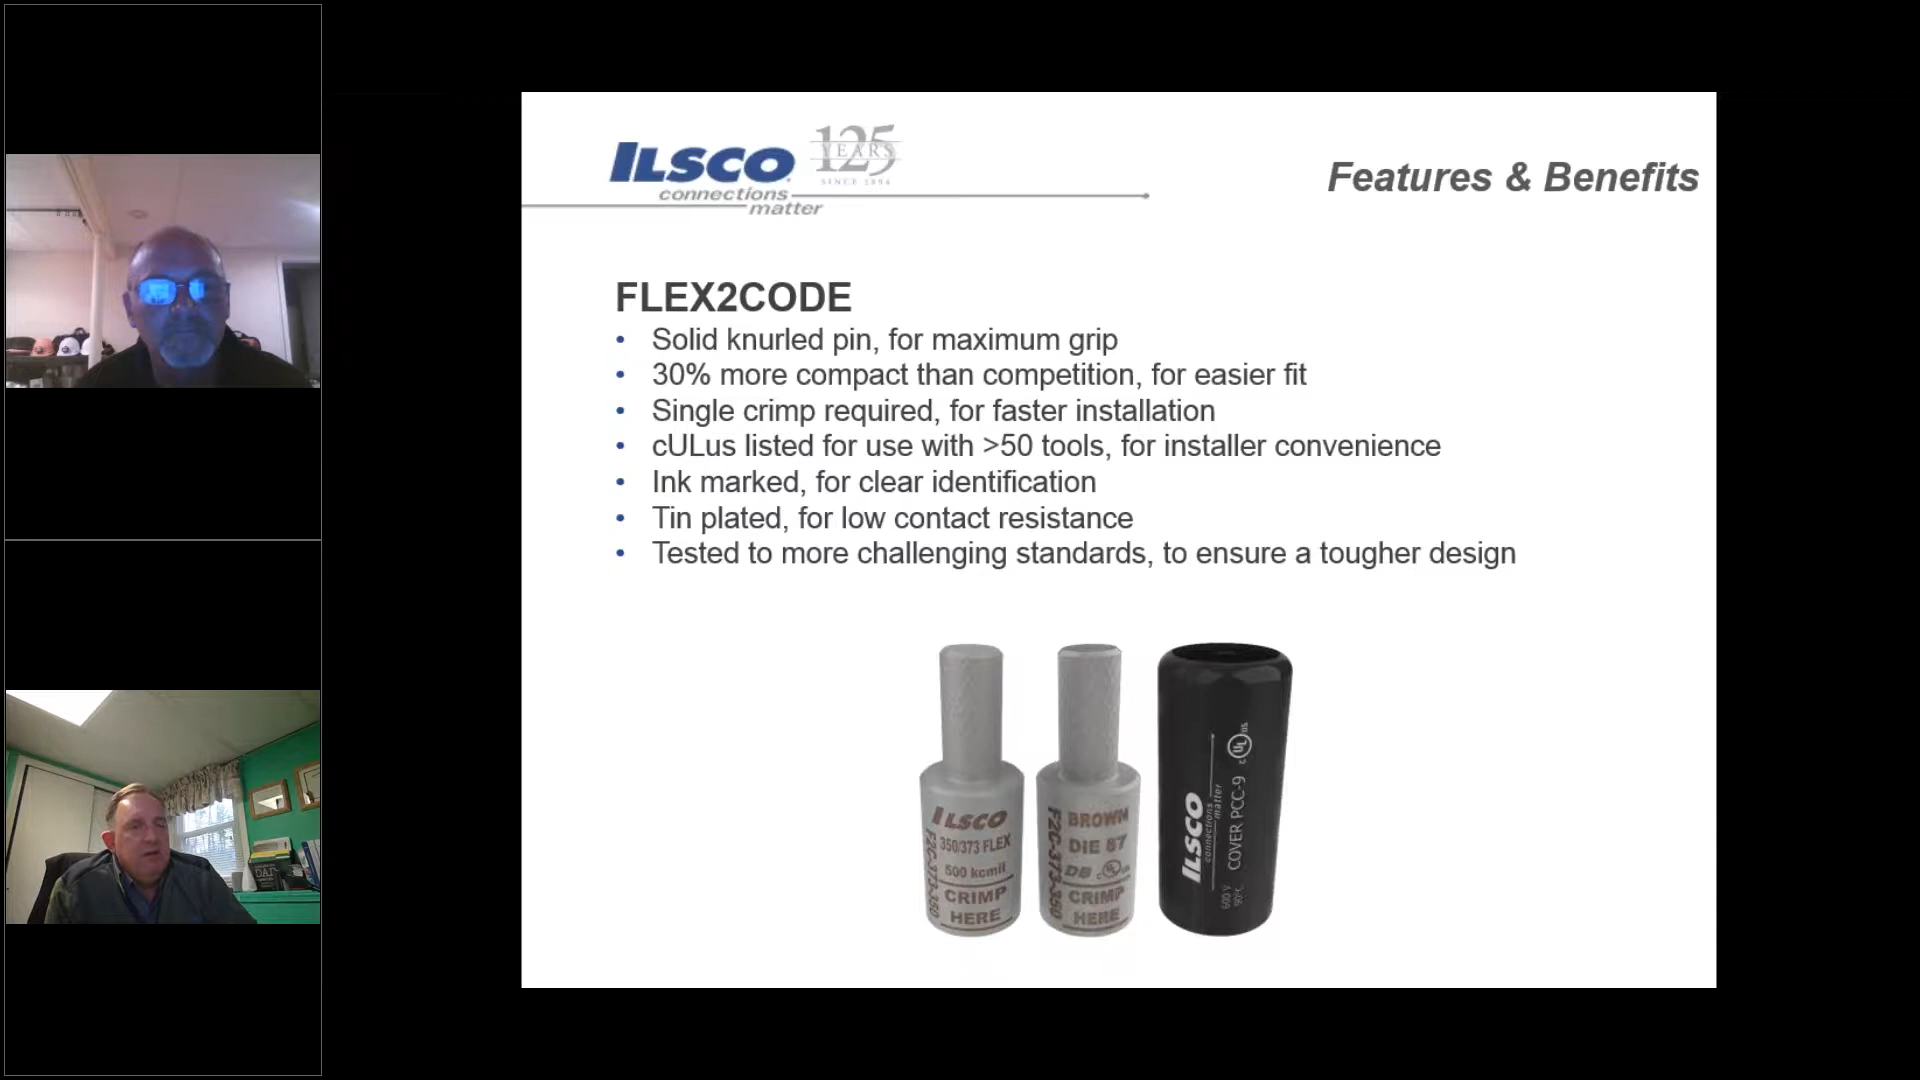 ILSCO
125
YEARS
SINCE 1894
connections
matter
Features & Benefits
FLEX2CODE
• Solid knurled pin, for maximum grip
• 30% more compact than competition, for easier fit
• Single crimp required, for faster installation
• cULus listed for use with >50 tools, for installer convenience
• Ink marked, for clear identification
• Tin plated, for low contact resistance
• Tested to more challenging standards, to ensure a tougher design
ILSCO
350/373 FLEX
500 kcmil
CRIMP
HERE
F2C-373-350
BROWN
DIE 87
DB cULus
CRIMP
HERE
F2C-373-350
ILSCO
connections
matter
COVER PCC-9
cULus
600 V
90°C